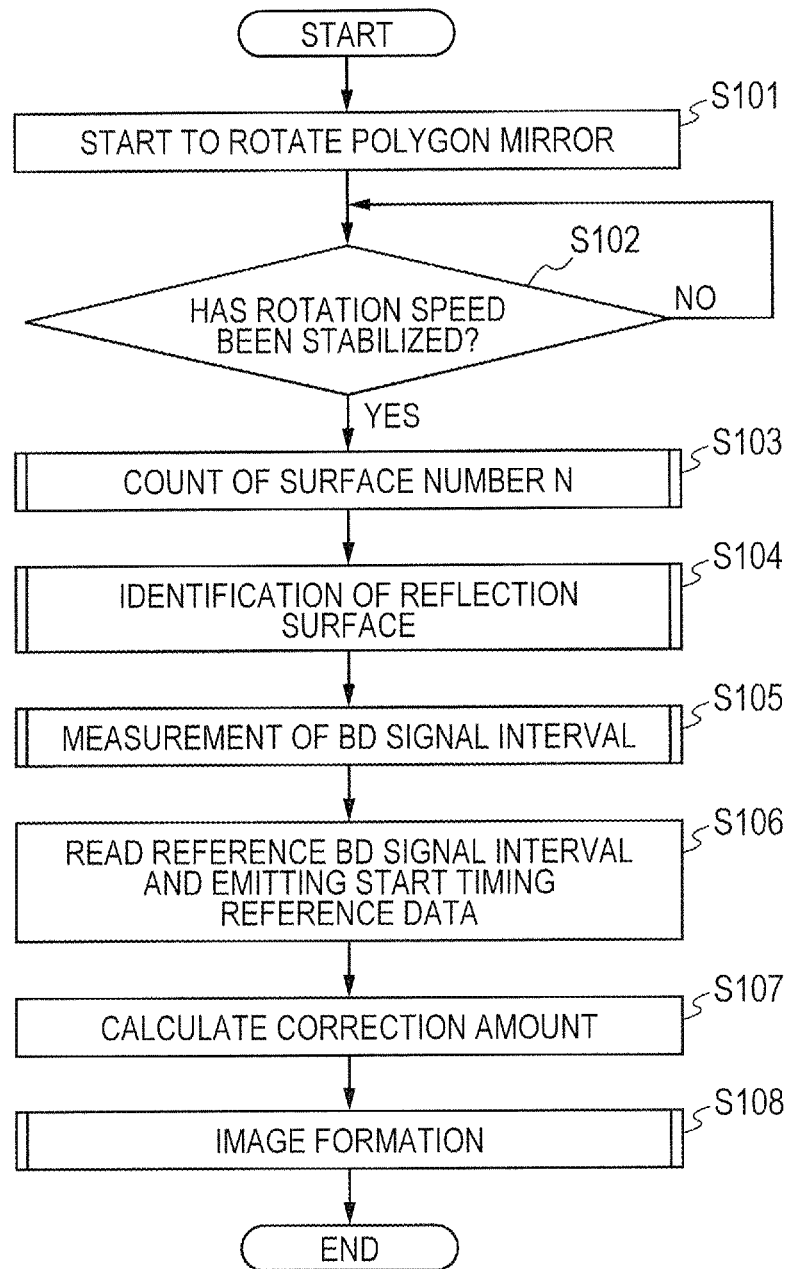 START
S101
START TO ROTATE POLYGON MIRROR
S102
HAS ROTATION SPEED
BEEN STABILIZED?
NO
YES
S103
COUNT OF SURFACE NUMBER N
S104
IDENTIFICATION OF REFLECTION
SURFACE
S105
MEASUREMENT OF BD SIGNAL INTERVAL
S106
READ REFERENCE BD SIGNAL INTERVAL
AND EMITTING START TIMING
REFERENCE DATA
S107
CALCULATE CORRECTION AMOUNT
S108
IMAGE FORMATION
END